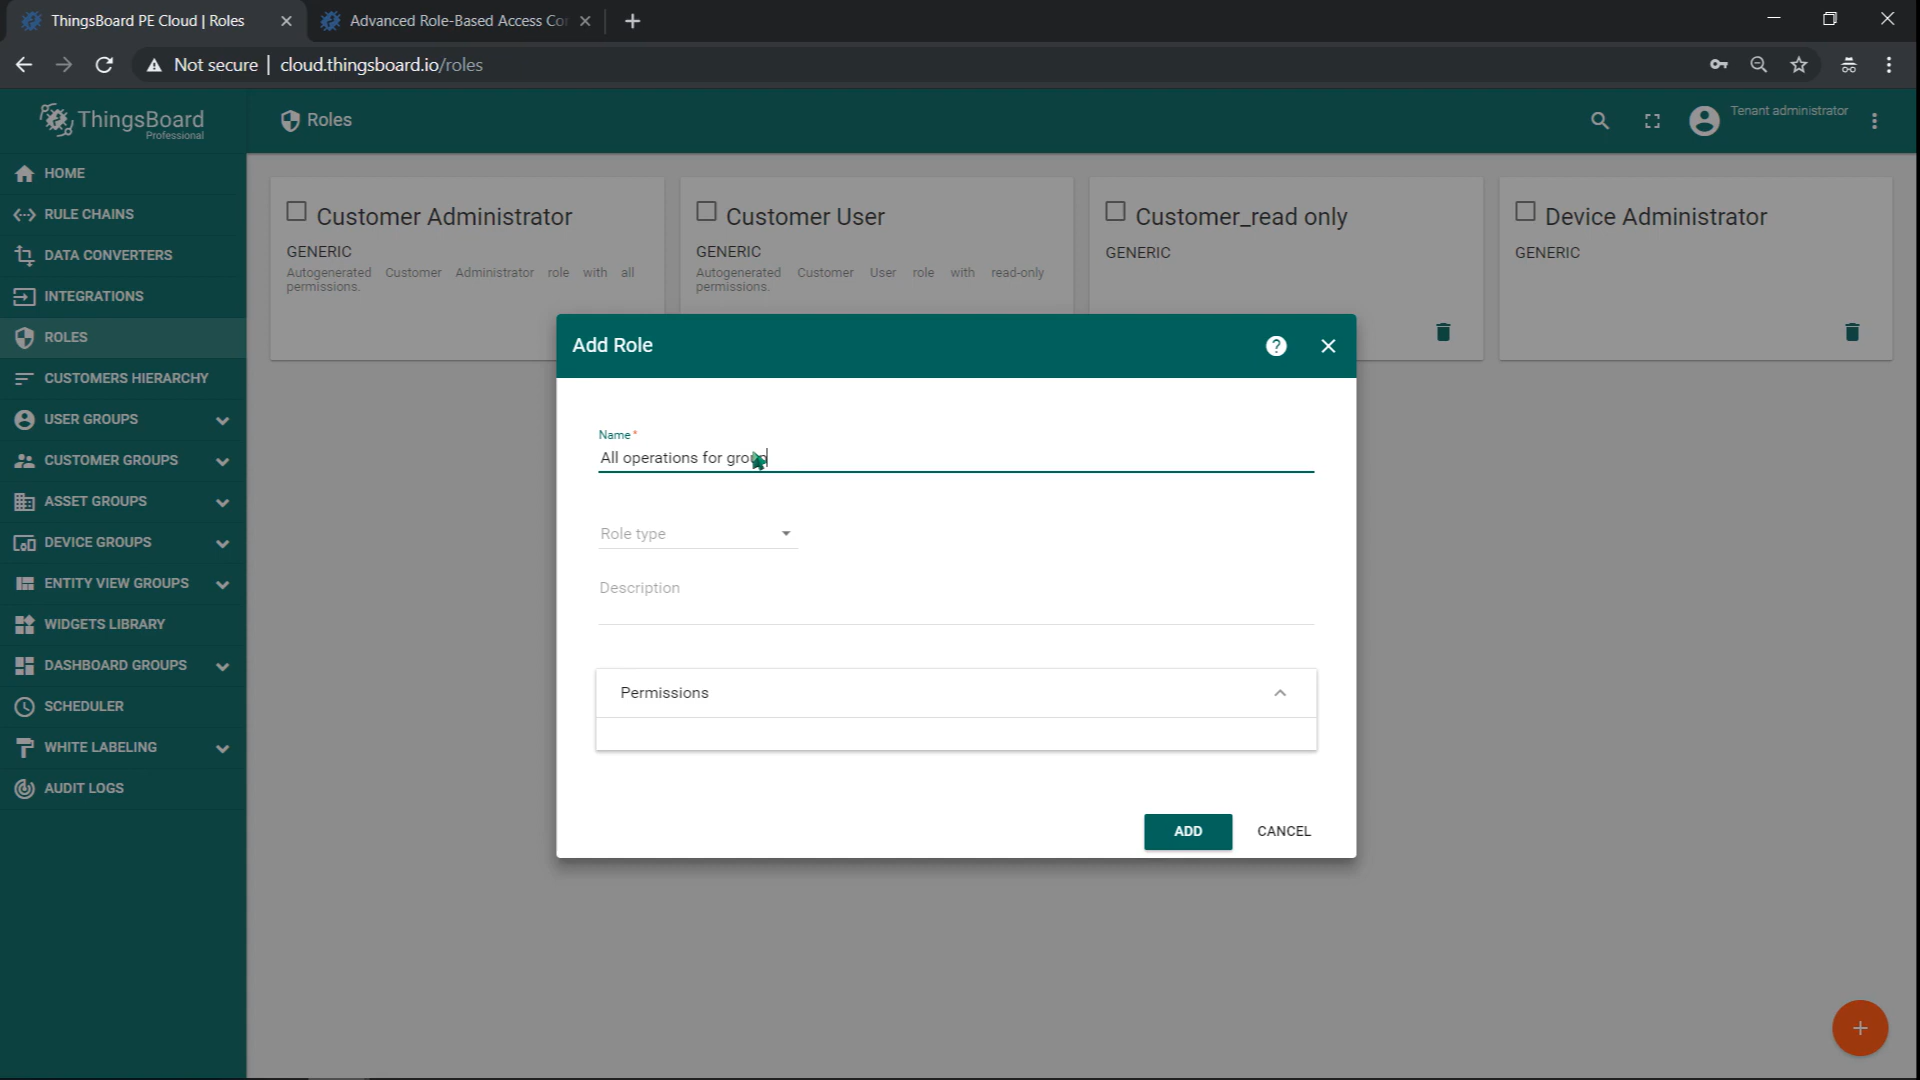 ThingsBoard PE Cloud | Roles
Advanced Role-Based Access Co
Not secure | cloud.thingsboard.io/roles
ThingsBoard
Professional
Roles
Tenant administrator
HOME
RULE CHAINS
DATA CONVERTERS
INTEGRATIONS
ROLES
CUSTOMERS HIERARCHY
USER GROUPS
CUSTOMER GROUPS
ASSET GROUPS
DEVICE GROUPS
ENTITY VIEW GROUPS
WIDGETS LIBRARY
DASHBOARD GROUPS
SCHEDULER
WHITE LABELING
AUDIT LOGS
Customer Administrator
GENERIC
Autogenerated Customer Administrator role with all
permissions.
Customer User
GENERIC
Autogenerated Customer User role with read-only
permissions.
Customer_read only
GENERIC
Device Administrator
GENERIC
Add Role
Name *
All operations for group
Role type
Description
Permissions
ADD
CANCEL